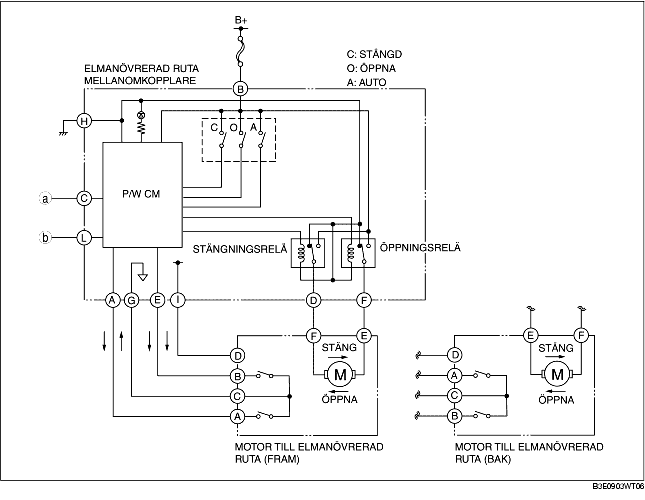 B+
C: STÄNGD
O: ÖPPNA
A: AUTO
ELMANÖVRERAD RUTA
MELLANOMKOPPLARE
B
H
C O A
P/W CM
a C
b L
STÄNGNINGSRELÄ
ÖPPNINGSRELÄ
A G E I D F
F E
E F
D
STÄNG
M
ÖPPNA
B
C
A
D
STÄNG
M
ÖPPNA
A
C
B
MOTOR TILL ELMANÖVRERAD
RUTA (FRAM)
MOTOR TILL ELMANÖVRERAD
RUTA (BAK)
B3E0903WT06